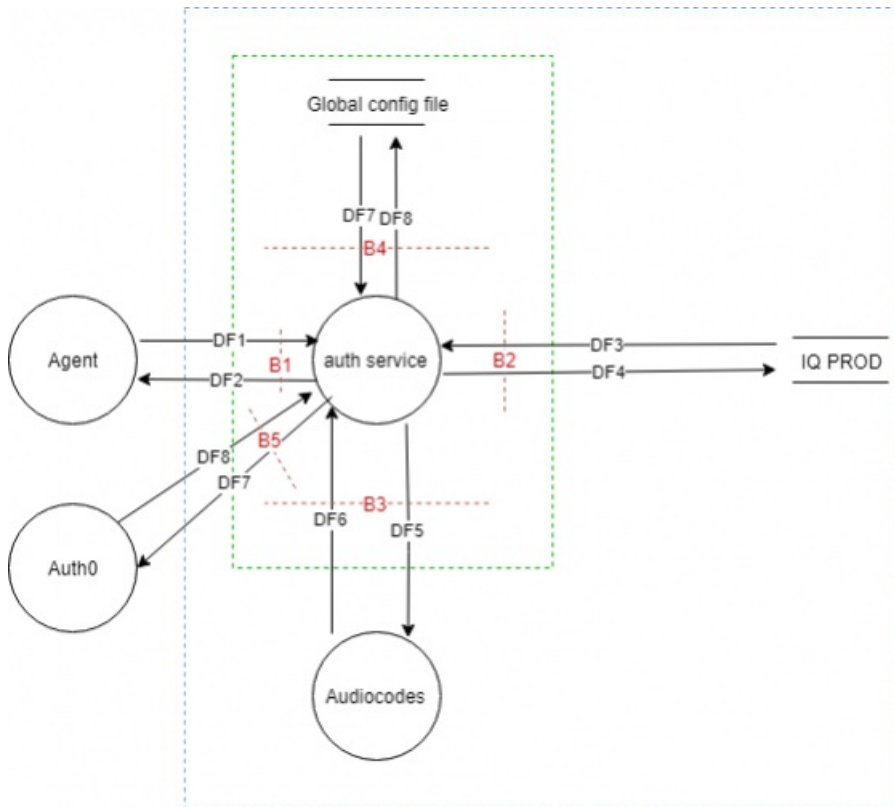 Global config file
DF7 DF8
B4
Agent
DF1
auth service
B1
DF2
B2
DF3
DF4
IQ PROD
B5
DF8
DF7
Auth0
B3
DF6
DF5
Audiocodes